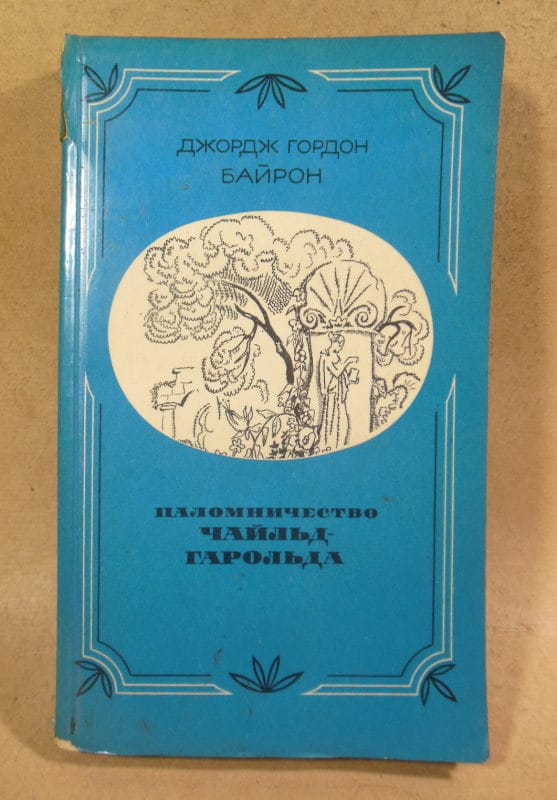 ДЖОРДЖ ГОРДОН
БАЙРОН
ПАЛОМНИЧЕСТВО
ЧАЙЛЬД-
ГАРОЛЬДА